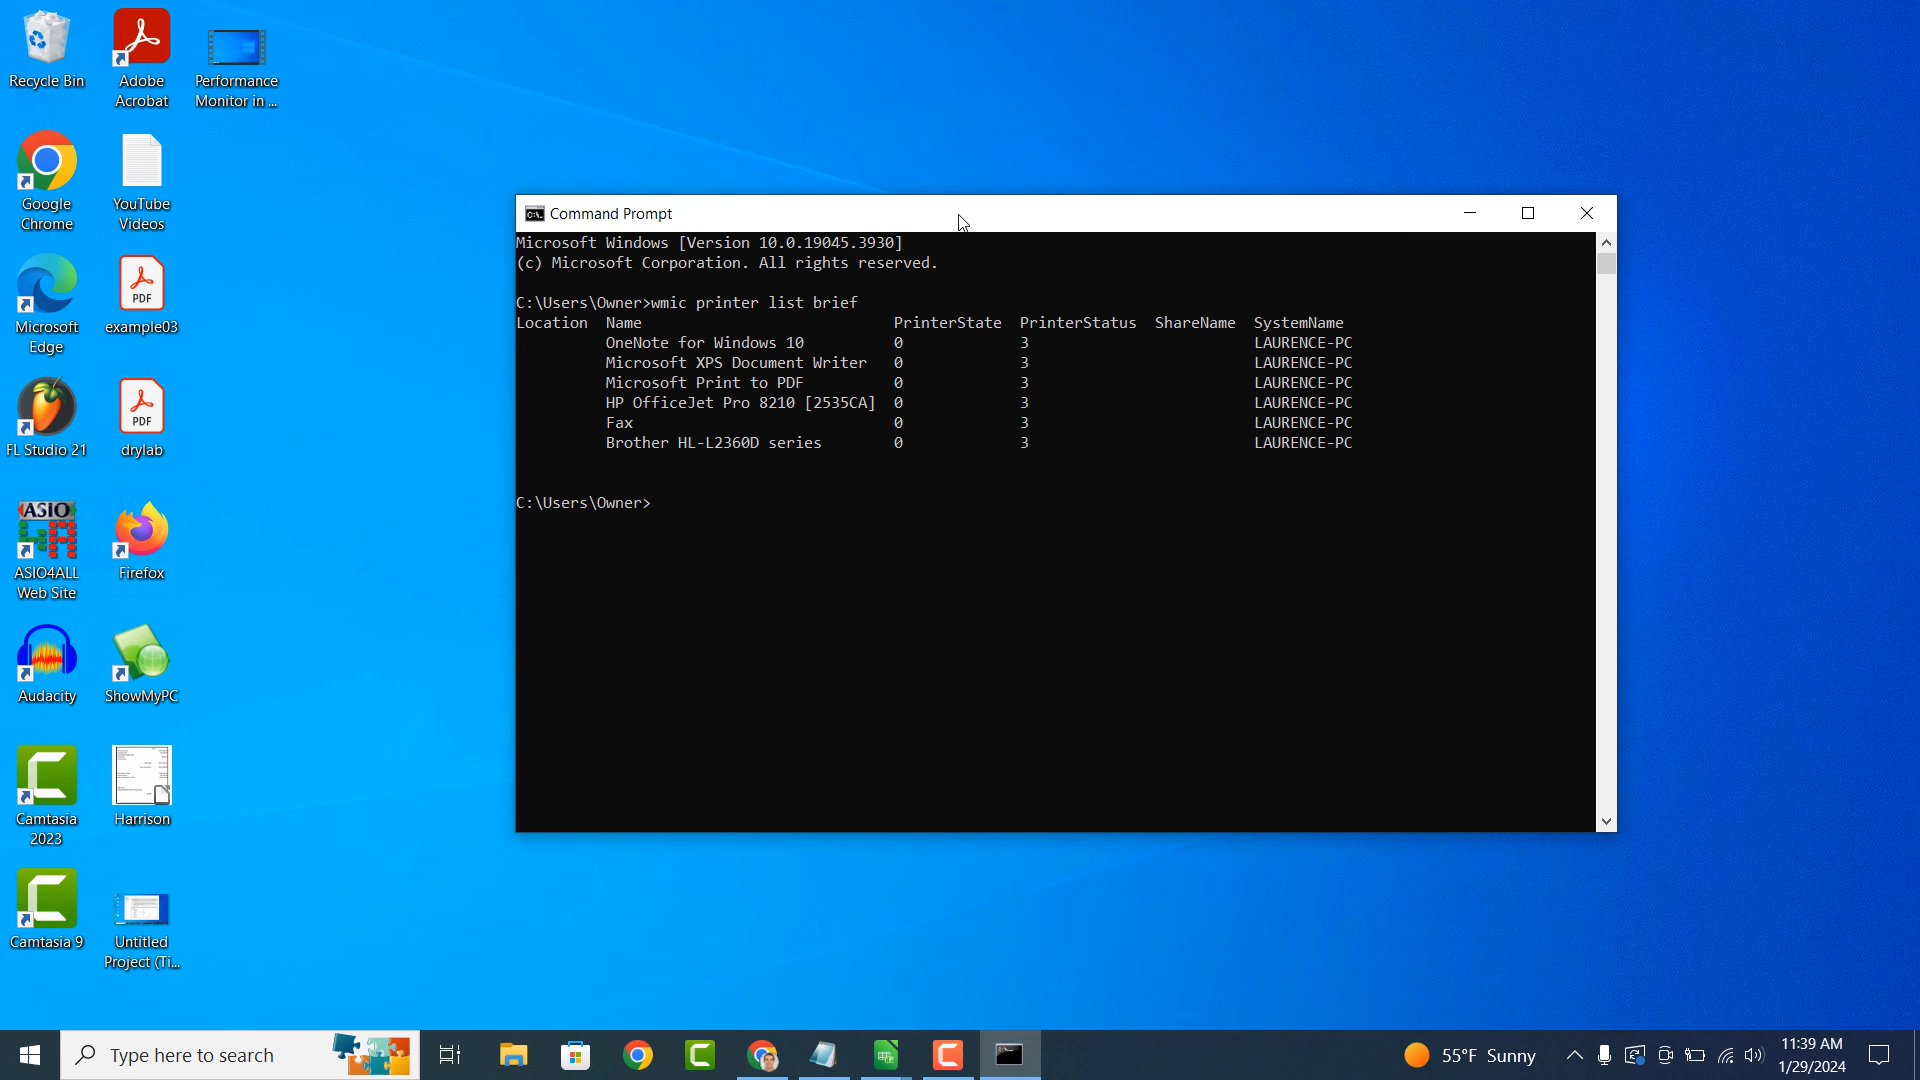 Recycle Bin
Adobe
Acrobat
Performance
Monitor in ...
Google
Chrome
YouTube
Videos
Microsoft
Edge
PDF
example03
FL Studio 21
PDF
drylab
ASIO
ASIO4ALL
Web Site
Firefox
Audacity
ShowMyPC
Camtasia
2023
Harrison
Camtasia 9
Untitled
Project (Ti...
Command Prompt
Microsoft Windows [Version 10.0.19045.3930]
(c) Microsoft Corporation. All rights reserved.
C:\Users\Owner>wmic printer list brief
Location Name PrinterState PrinterStatus ShareName SystemName
OneNote for Windows 10 0 3 LAURENCE-PC
Microsoft XPS Document Writer 0 3 LAURENCE-PC
Microsoft Print to PDF 0 3 LAURENCE-PC
HP OfficeJet Pro 8210 [2535CA] 0 3 LAURENCE-PC
Fax 0 3 LAURENCE-PC
Brother HL-L2360D series 0 3 LAURENCE-PC
C:\Users\Owner>
Type here to search
55°F Sunny
11:39 AM
1/29/2024